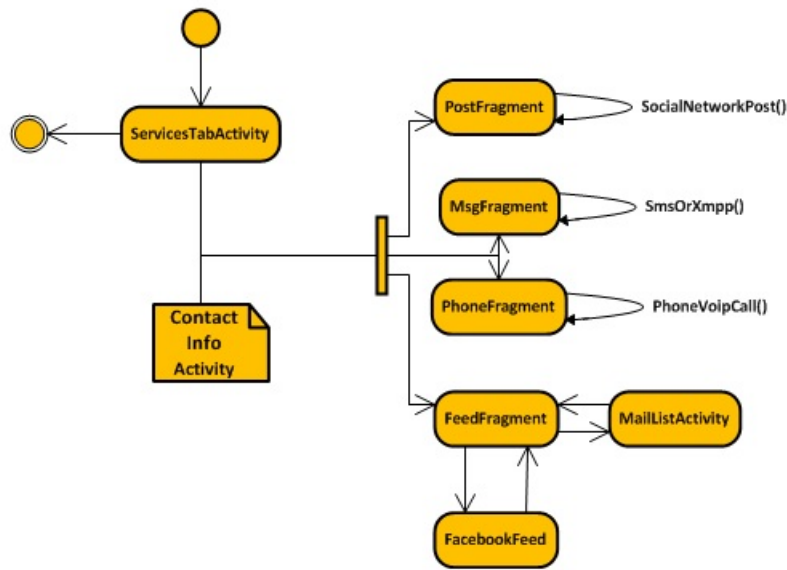 PostFragment
SocialNetworkPost()
ServicesTabActivity
MsgFragment
SmsOrXmpp()
PhoneFragment
PhoneVoipCall()
Contact
Info
Activity
FeedFragment
MailListActivity
FacebookFeed